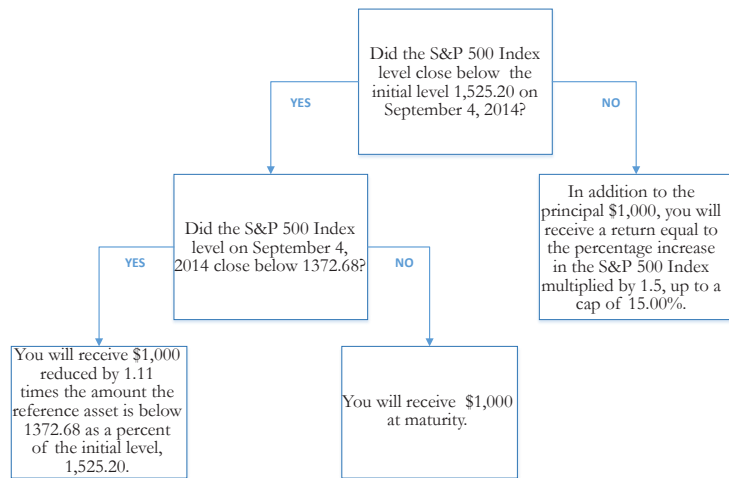 Did the S&P 500 Index
level close below the
initial level 1,525.20 on
September 4, 2014?
YES
NO
Did the S&P 500 Index
level on September 4,
2014 close below 1372.68?
In addition to the
principal $1,000, you will
receive a return equal to
the percentage increase
in the S&P 500 Index
multiplied by 1.5, up to a
cap of 15.00%.
YES
NO
You will receive $1,000
reduced by 1.11
times the amount the
reference asset is below
1372.68 as a percent
of the initial level,
1,525.20.
You will receive $1,000
at maturity.